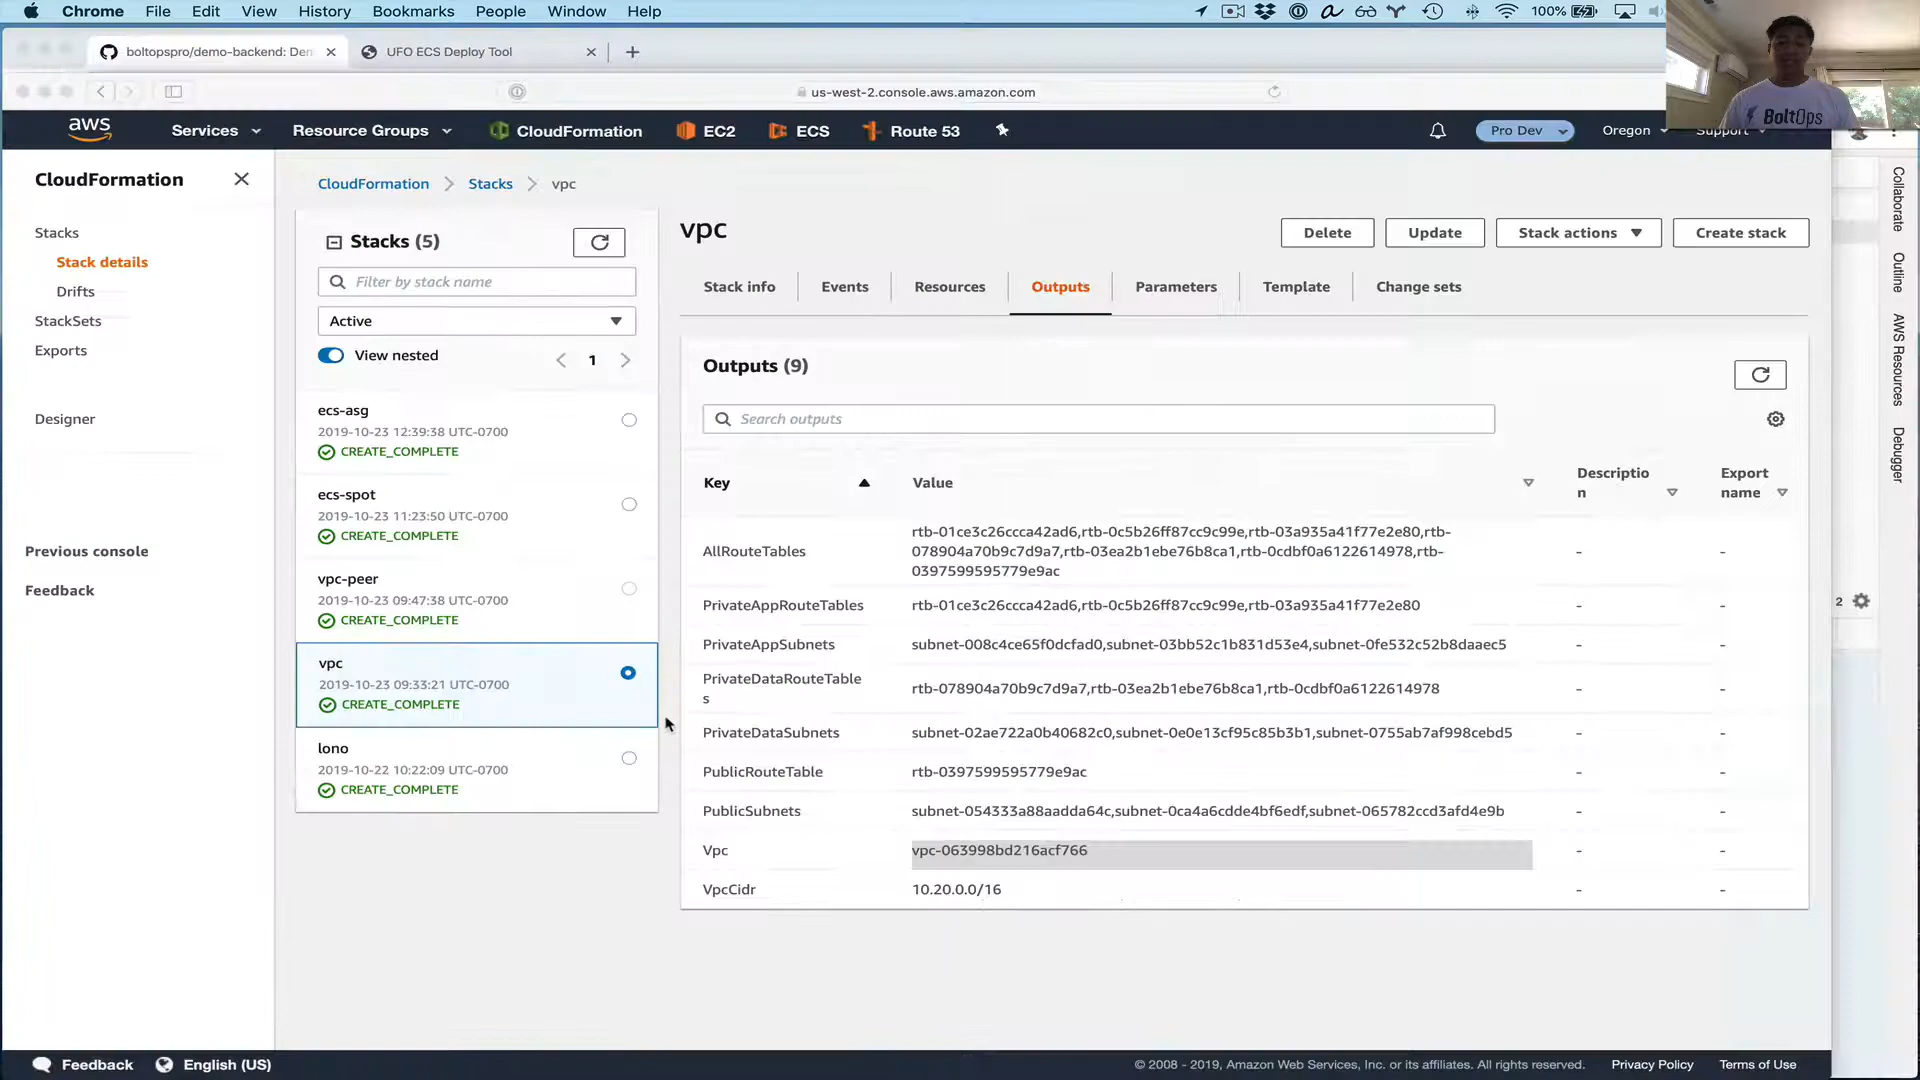 Chrome File Edit View History Bookmarks People Window Help
100%
boltopspro/demo-backend: Den
UFO ECS Deploy Tool
us-west-2.console.aws.amazon.com
BoltOps
aws
Services
Resource Groups
CloudFormation
EC2
ECS
Route 53
Pro Dev
Oregon
Support
CloudFormation
Stacks
Stack details
Drifts
StackSets
Exports
Designer
Previous console
Feedback
CloudFormation
Stacks
vpc
Stacks (5)
Filter by stack name
Active
View nested
1
ecs-asg
2019-10-23 12:39:38 UTC-0700
CREATE_COMPLETE
ecs-spot
2019-10-23 11:23:50 UTC-0700
CREATE_COMPLETE
vpc-peer
2019-10-23 09:47:38 UTC-0700
CREATE_COMPLETE
vpc
2019-10-23 09:33:21 UTC-0700
CREATE_COMPLETE
lono
2019-10-22 10:22:09 UTC-0700
CREATE_COMPLETE
vpc
Delete
Update
Stack actions
Create stack
Stack info
Events
Resources
Outputs
Parameters
Template
Change sets
Outputs (9)
Search outputs
Key
Value
Descriptio
n
Export
name
AllRouteTables
rtb-01ce3c26ccca42ad6,rtb-0c5b26ff87cc9c99e,rtb-03a935a41f77e2e80,rtb-
078904a70b9c7d9a7,rtb-03ea2b1ebe76b8ca1,rtb-0cdbf0a6122614978,rtb-
0397599595779e9ac
- -
PrivateAppRouteTables
rtb-01ce3c26ccca42ad6,rtb-0c5b26ff87cc9c99e,rtb-03a935a41f77e2e80
- -
PrivateAppSubnets
subnet-008c4ce65f0dcfad0,subnet-03bb52c1b831d53e4,subnet-0fe532c52b8daaec5
- -
PrivateDataRouteTable
s
rtb-078904a70b9c7d9a7,rtb-03ea2b1ebe76b8ca1,rtb-0cdbf0a6122614978
- -
PrivateDataSubnets
subnet-02ae722a0b40682c0,subnet-0e0e13cf95c85b3b1,subnet-0755ab7af998cebd5
- -
PublicRouteTable
rtb-0397599595779e9ac
- -
PublicSubnets
subnet-054333a88aadda64c,subnet-0ca4a6cdde4bf6edf,subnet-065782ccd3afd4e9b
- -
Vpc
vpc-063998bd216acf766
- -
VpcCidr
10.20.0.0/16
- -
Collaborate
Outline
AWS Resources
Debugger
2
Feedback
English (US)
© 2008 - 2019, Amazon Web Services, Inc. or its affiliates. All rights reserved.
Privacy Policy
Terms of Use